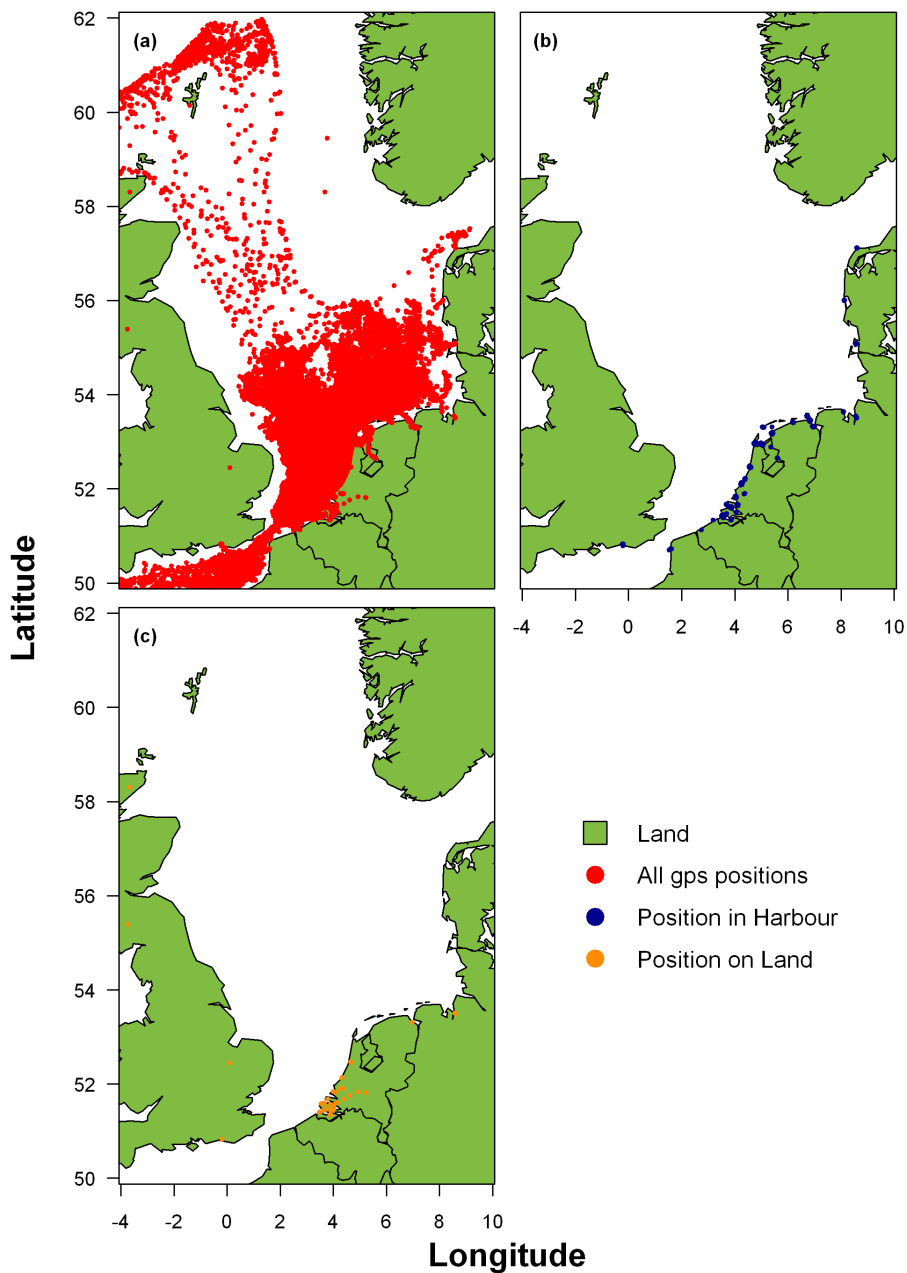 (a)
(b)
62
60
58
56
54
52
50
-4 -2 0 2 4 6 8 10
(c)
62
60
58
56
54
52
50
-4 -2 0 2 4 6 8 10
Latitude
Longitude
Land
All gps positions
Position in Harbour
Position on Land